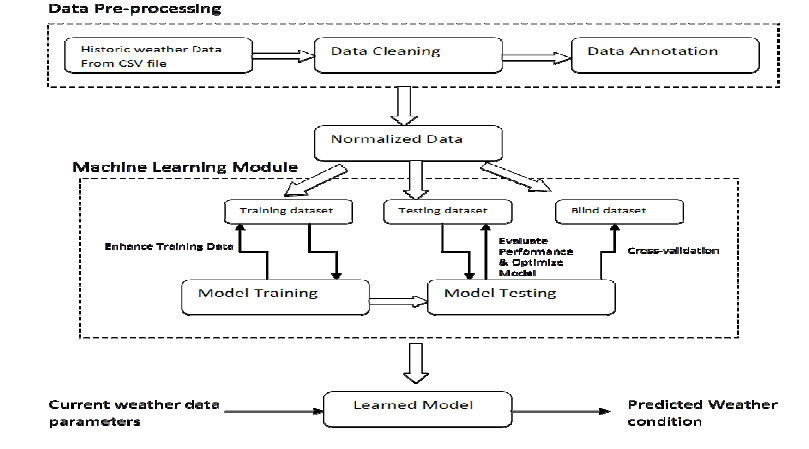 Data Pre-processing
Historic weather Data
From CSV file
Data Cleaning
Data Annotation
Normalized Data
Machine Learning Module
Training dataset
Testing dataset
Blind dataset
Enhance Training Data
Evaluate
Performance
& Optimize
Model
Cross-validation
Model Training
Model Testing
Current weather data
parameters
Learned Model
Predicted Weather
condition